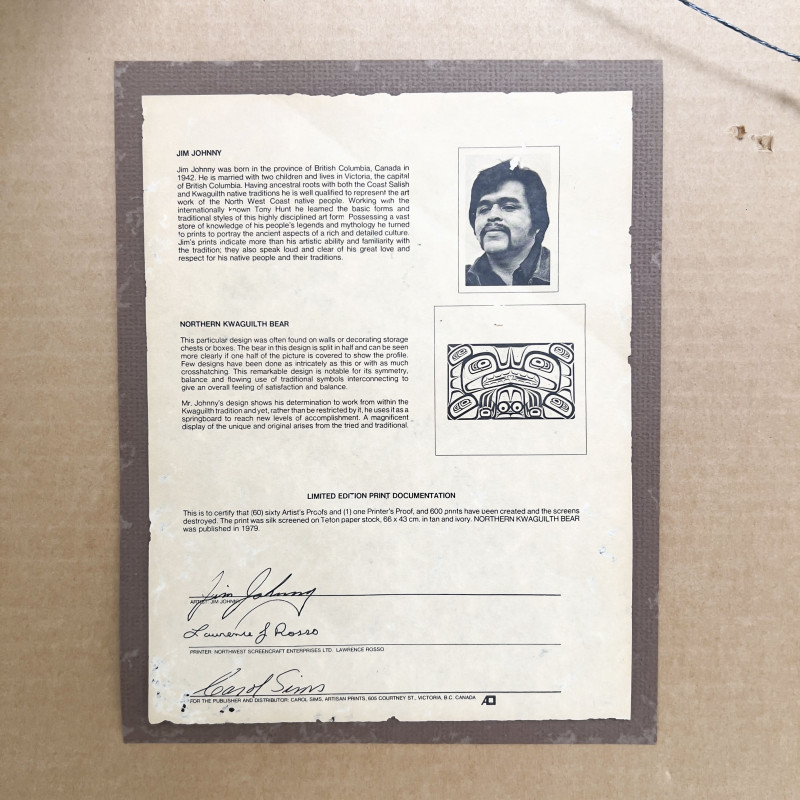 JIM JOHNNY
Jim Johnny was born in the province of British Columbia, Canada in
1942. He is married with two children and lives in Victoria, the capital
of British Columbia. Having ancestral roots with both the Coast Salish
and Kwaguilth native traditions he is well qualified to represent the art
work of the North West Coast native people. Working with the
internationally known Tony Hunt he learned the basic forms and
traditional styles of this highly disciplined art form. Possessing a vast
store of knowledge of his people's legends and mythology he turned
to prints to portray the ancient aspects of a rich and detailed culture.
Jim's prints indicate more than his artistic ability and familiarity with
the tradition; they also speak loud and clear of his great love and
respect for his native people and their traditions.
NORTHERN KWAGUILTH BEAR
This particular design was often found on walls or decorating storage
chests or boxes. The bear in this design is split in half and can be seen
more clearly if one half of the picture is covered to show the profile.
Few designs have been done as intricately as this or with as much
crosshatching. This remarkable design is notable for its symmetry,
balance and flowing use of traditional symbols interconnecting to
give an overall feeling of satisfaction and balance.
Mr. Johnny's design shows his determination to work from within the
Kwaguilth tradition and yet, rather than be restricted by it, he uses it as a
springboard to reach new levels of accomplishment. A magnificent
display of the unique and original arises from the tried and traditional.
LIMITED EDITION PRINT DOCUMENTATION
This is to certify that (60) sixty Artist's Proofs and (1) one Printer's Proof, and 600 prints have been created and the screens
destroyed. The print was silk screened on Teton paper stock, 66 x 43 cm. in tan and ivory. NORTHERN KWAGUILTH BEAR
was published in 1979.
Jim Johnny
ARTIST: JIM JOHNNY
Lawrence J Rosso
PRINTER: NORTHWEST SCREENCRAFT ENTERPRISES LTD. LAWRENCE ROSSO
Carol Sims
FOR THE PUBLISHER AND DISTRIBUTOR: CAROL SIMS, ARTISAN PRINTS, 605 COURTNEY ST., VICTORIA, B.C. CANADA